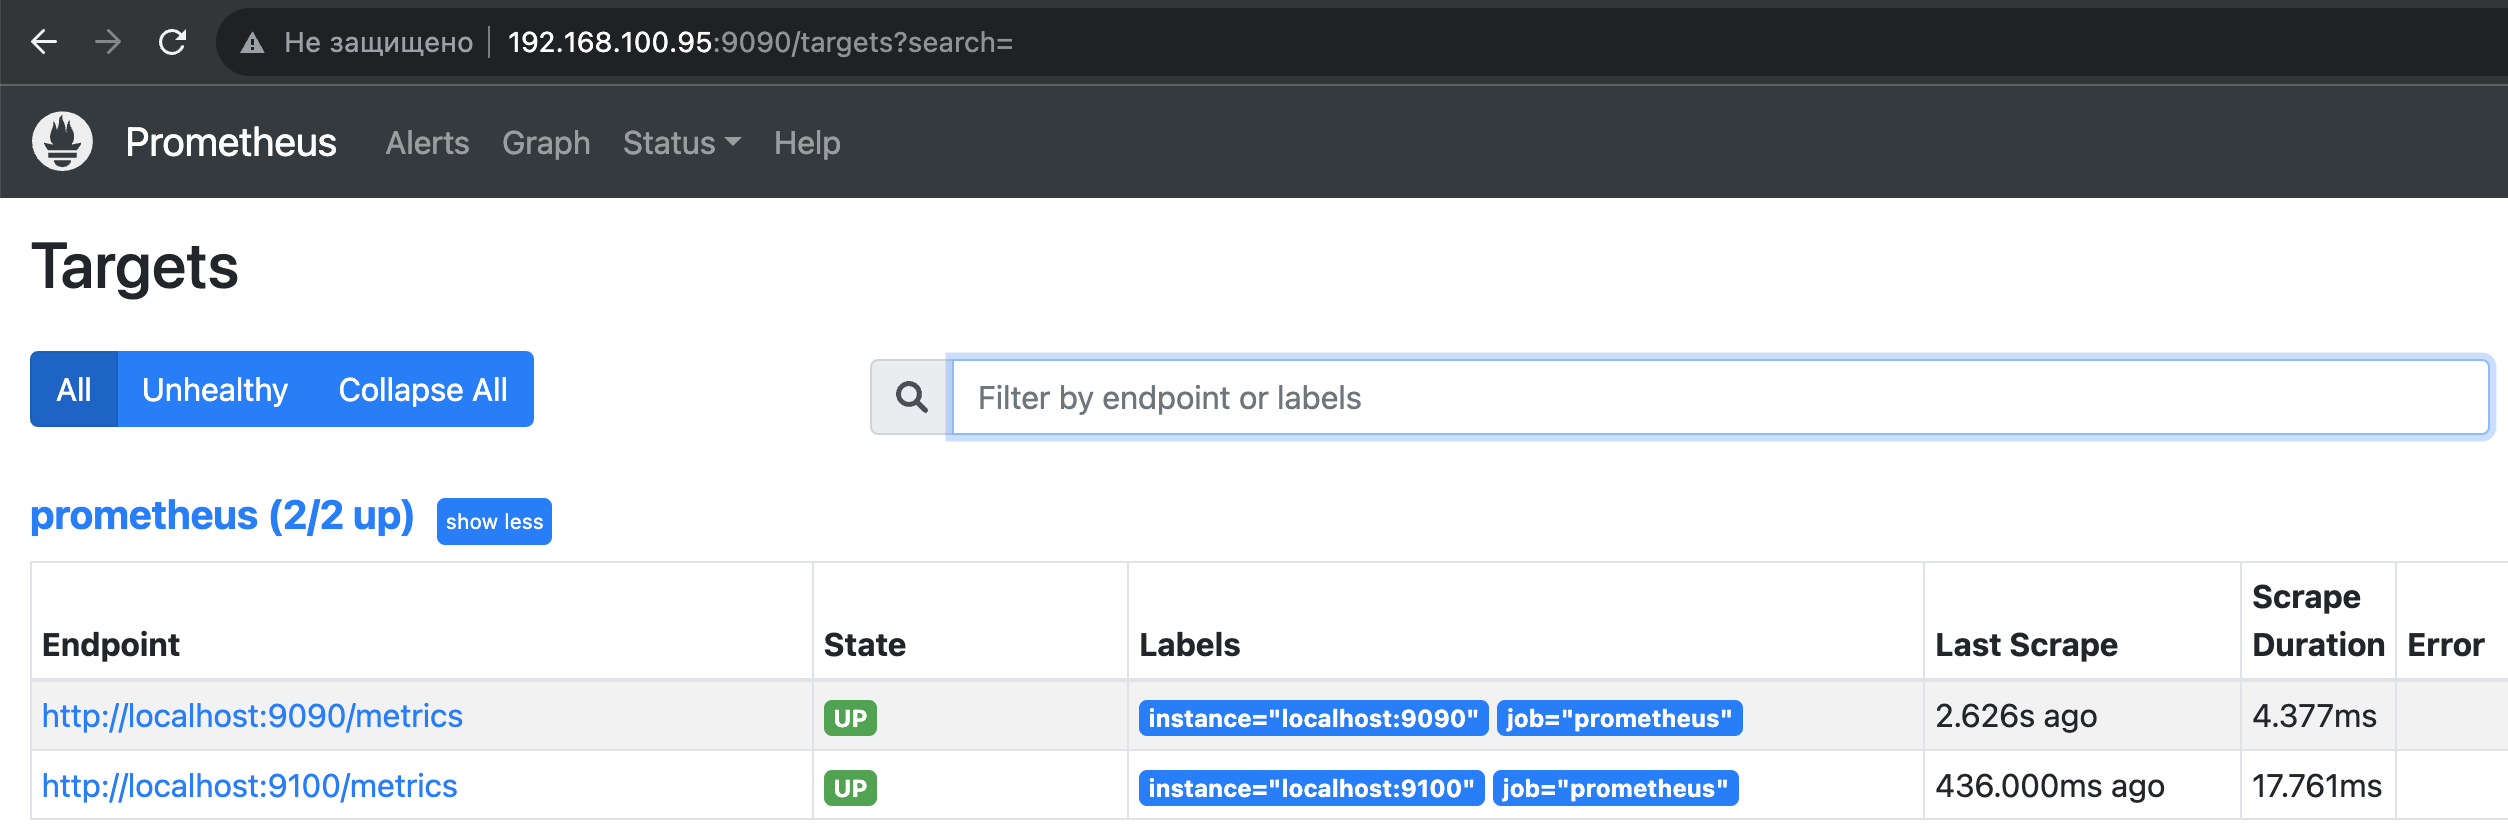 Не защищено 192.168.100.95:9090/targets?search=
Prometheus Alerts Graph Status Help
Targets
All Unhealthy Collapse All
Filter by endpoint or labels
prometheus (2/2 up) show less
Endpoint State Labels Last Scrape Scrape Duration Error
http://localhost:9090/metrics UP instance="localhost:9090" job="prometheus" 2.626s ago 4.377ms
http://localhost:9100/metrics UP instance="localhost:9100" job="prometheus" 436.000ms ago 17.761ms